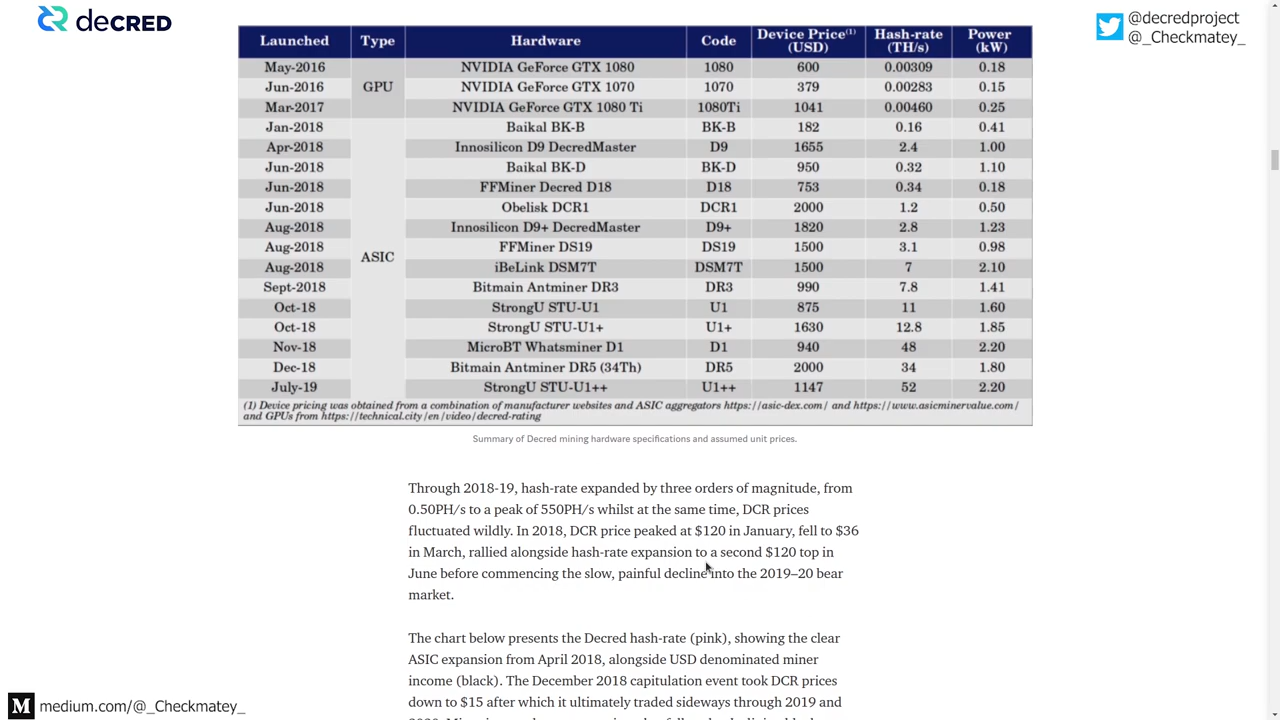 decred
@decredproject
@_Checkmatey_
Launched Type Hardware Code Device Price(1) (USD) Hash-rate (TH/s) Power (kW)
May-2016 NVIDIA GeForce GTX 1080 1080 600 0.00309 0.18
Jun-2016 GPU NVIDIA GeForce GTX 1070 1070 379 0.00283 0.15
Mar-2017 NVIDIA GeForce GTX 1080 Ti 1080Ti 1041 0.00460 0.25
Jan-2018 Baikal BK-B BK-B 182 0.16 0.41
Apr-2018 Innosilicon D9 DecredMaster D9 1655 2.4 1.00
Jun-2018 Baikal BK-D BK-D 950 0.32 1.10
Jun-2018 FFMiner Decred D18 D18 753 0.34 0.18
Jun-2018 Obelisk DCR1 DCR1 2000 1.2 0.50
Aug-2018 Innosilicon D9+ DecredMaster D9+ 1820 2.8 1.23
Aug-2018 ASIC FFMiner DS19 DS19 1500 3.1 0.98
Aug-2018 iBeLink DSM7T DSM7T 1500 7 2.10
Sept-2018 Bitmain Antminer DR3 DR3 990 7.8 1.41
Oct-18 StrongU STU-U1 U1 875 11 1.60
Oct-18 StrongU STU-U1+ U1+ 1630 12.8 1.85
Nov-18 MicroBT Whatsminer D1 D1 940 48 2.20
Dec-18 Bitmain Antminer DR5 (34Th) DR5 2000 34 1.80
July-19 StrongU STU-U1++ U1++ 1147 52 2.20
(1) Device pricing was obtained from a combination of manufacturer websites and ASIC aggregators https://asic-dex.com/ and https://www.asicminervalue.com/
and GPUs from https://technical.city/en/video/decred-rating
Summary of Decred mining hardware specifications and assumed unit prices.
Through 2018-19, hash-rate expanded by three orders of magnitude, from
0.50PH/s to a peak of 550PH/s whilst at the same time, DCR prices
fluctuated wildly. In 2018, DCR price peaked at $120 in January, fell to $36
in March, rallied alongside hash-rate expansion to a second $120 top in
June before commencing the slow, painful decline into the 2019–20 bear
market.
The chart below presents the Decred hash-rate (pink), showing the clear
ASIC expansion from April 2018, alongside USD denominated miner
income (black). The December 2018 capitulation event took DCR prices
down to $15 after which it ultimately traded sideways through 2019 and
M medium.com/@_Checkmatey_